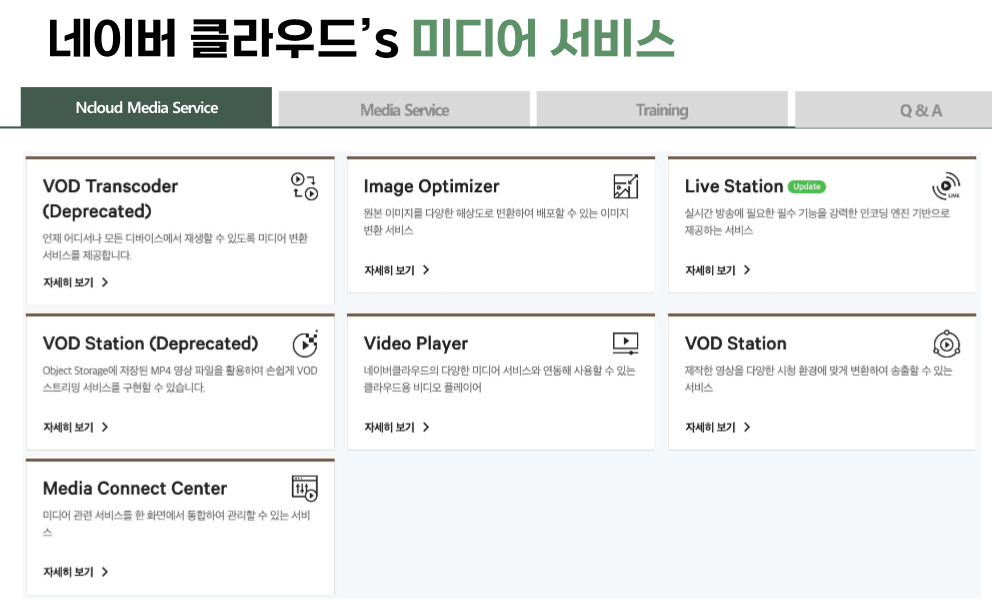 네이버 클라우드’s 미디어 서비스
Ncloud Media Service
Media Service
Training
Q & A
VOD Transcoder
(Deprecated)
언제 어디서나 모든 디바이스에서 재생할 수 있도록 미디어 변환
서비스를 제공합니다.
자세히 보기
Image Optimizer
원본 이미지를 다양한 해상도로 변환하여 배포할 수 있는 이미지
변환 서비스
자세히 보기
Live Station Update
LIVE
실시간 방송에 필요한 필수 기능을 강력한 인코딩 엔진 기반으로
제공하는 서비스
자세히 보기
VOD Station (Deprecated)
Object Storage에 저장된 MP4 영상 파일을 활용하여 손쉽게 VOD
스트리밍 서비스를 구현할 수 있습니다.
자세히 보기
Video Player
네이버클라우드의 다양한 미디어 서비스와 연동해 사용할 수 있는
클라우드용 비디오 플레이어
자세히 보기
VOD Station
제작한 영상을 다양한 시청 환경에 맞게 변환하여 송출할 수 있는
서비스
자세히 보기
Media Connect Center
미디어 관련 서비스를 한 화면에서 통합하여 관리할 수 있는 서비
스
자세히 보기